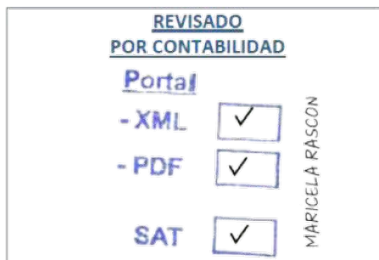 REVISADO
POR CONTABILIDAD
Portal
- XML ✓
- PDF ✓
SAT ✓
MARICELA RASCON